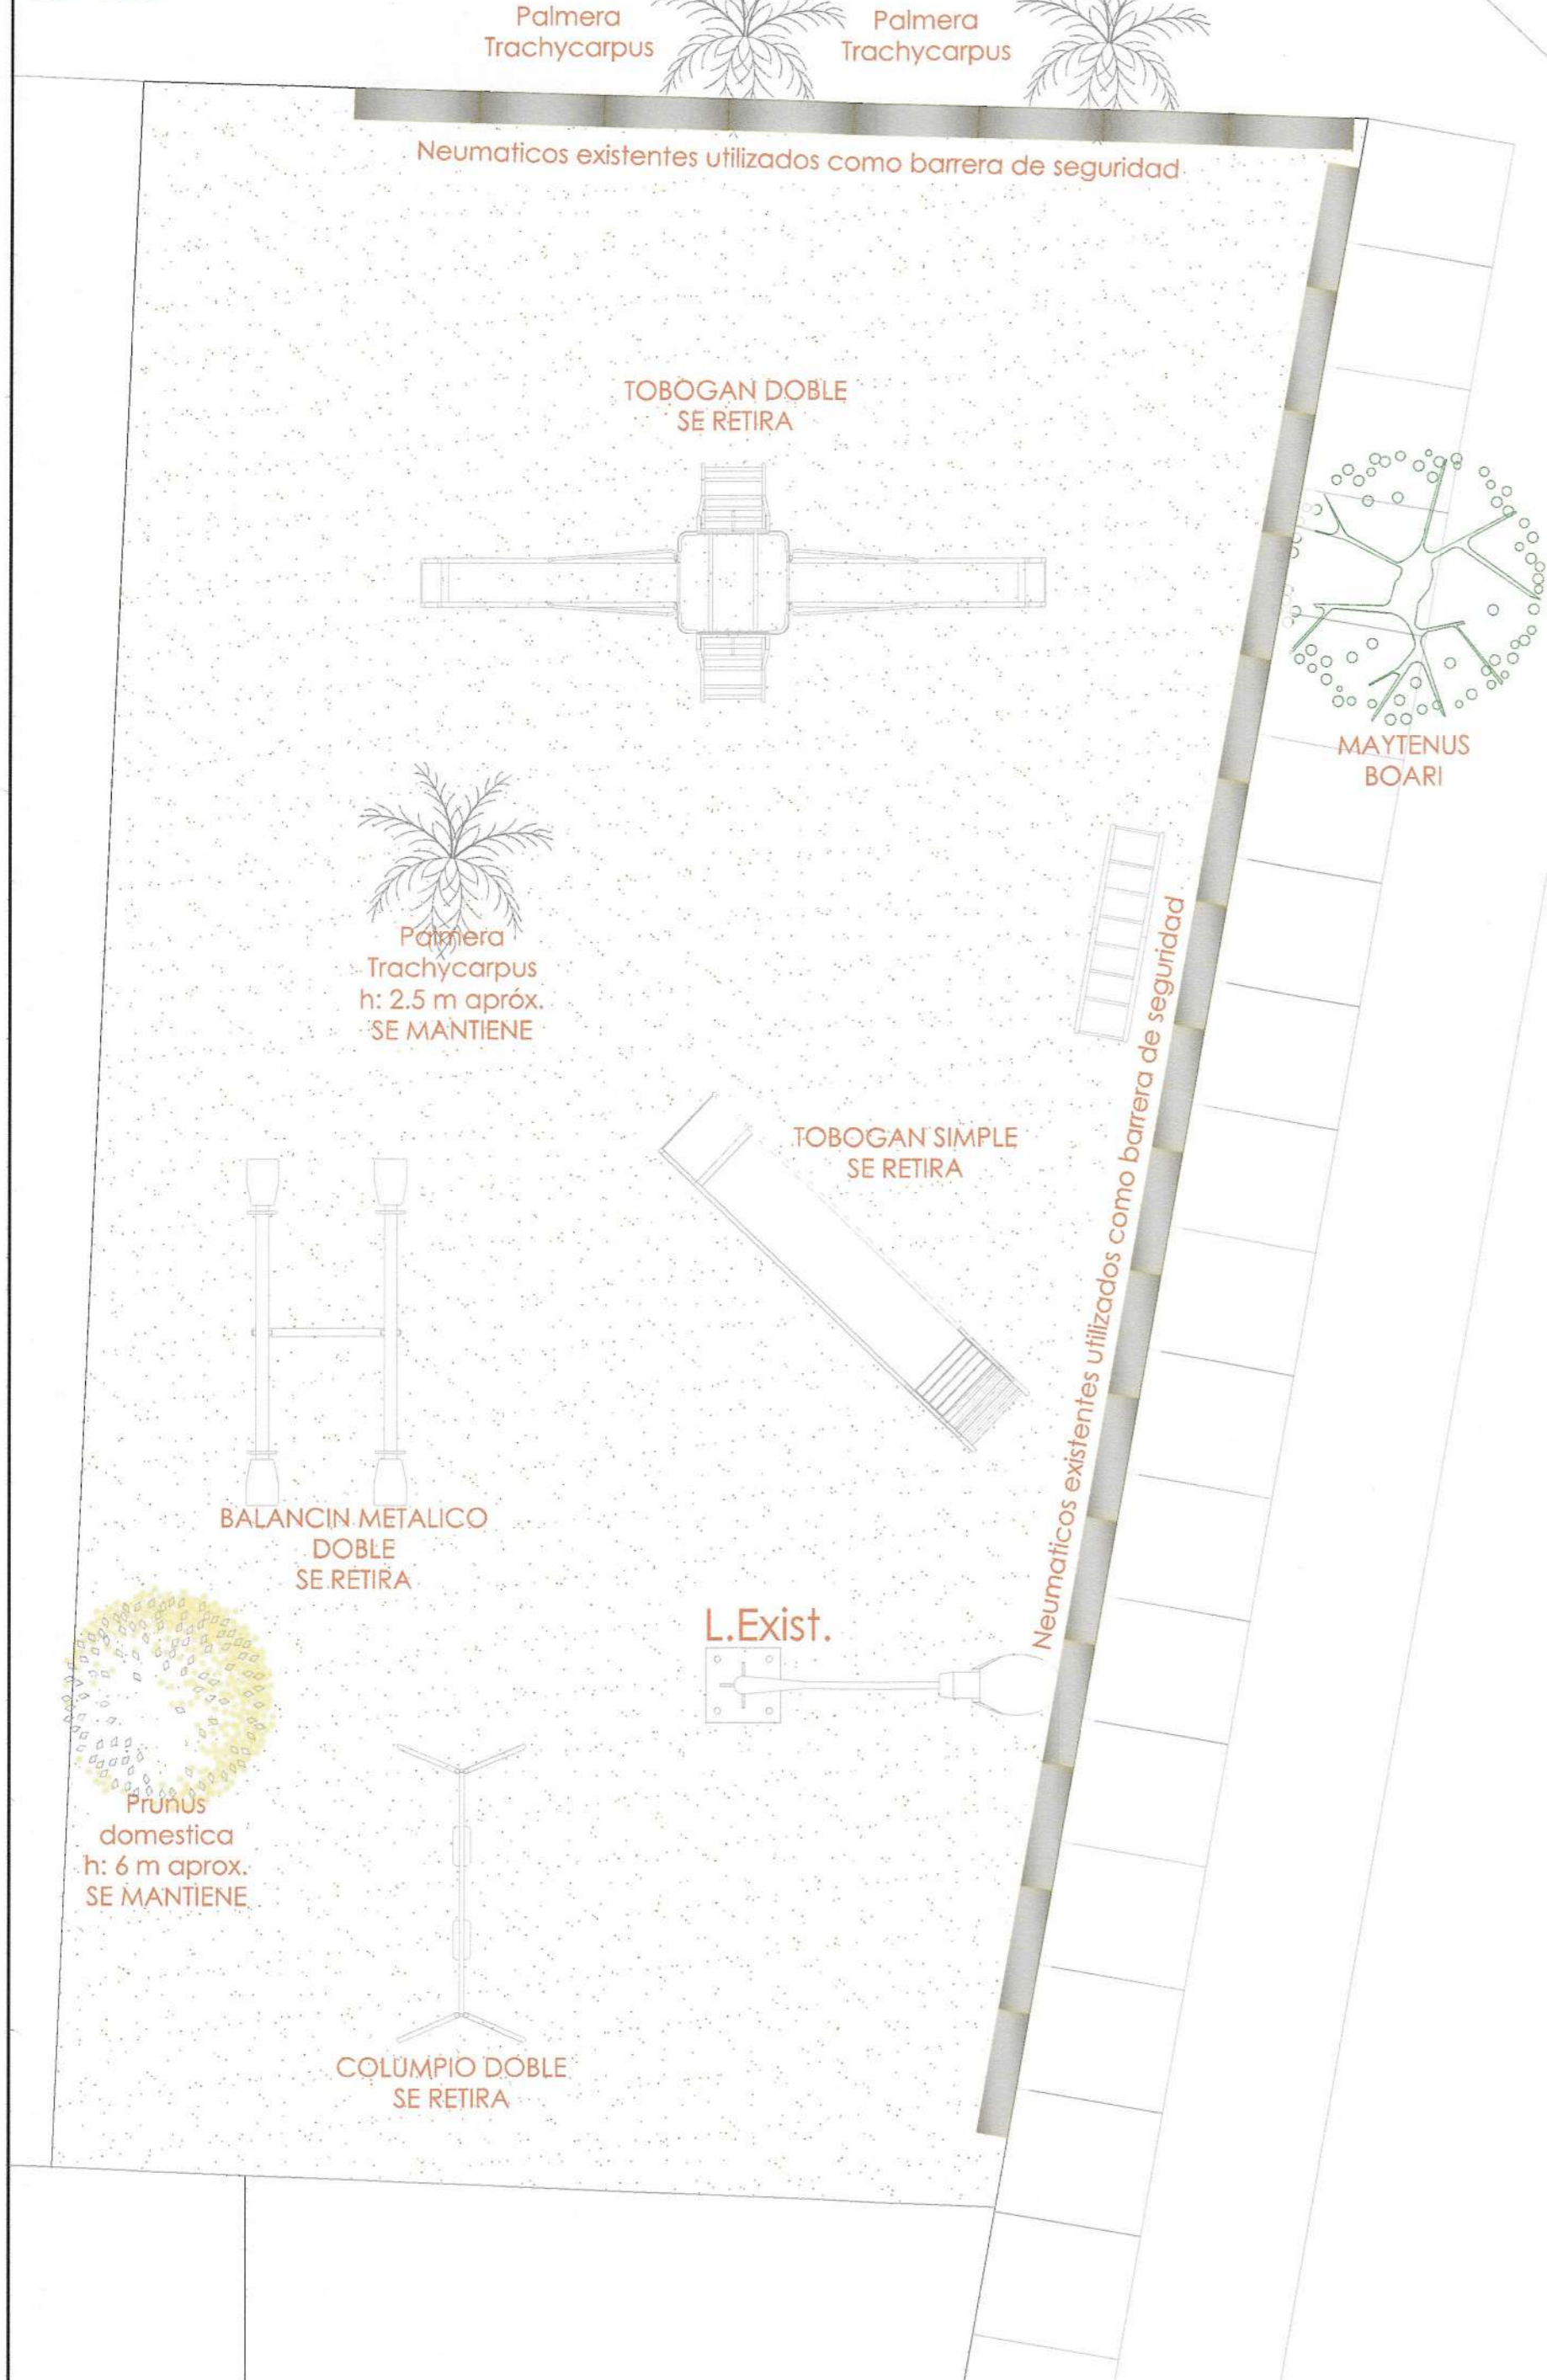 Palmera
Trachycarpus
Palmera
Trachycarpus
Neumaticos existentes utilizados como barrera de seguridad
TOBOGAN DOBLE
SE RETIRA
MAYTENUS
BOARI
Palmera
Trachycarpus
h: 2.5 m apróx.
SE MANTIENE
Neumaticos existentes utilizados como barrera de seguridad
TOBOGAN SIMPLE
SE RETIRA
BALANCIN METALICO
DOBLE
SE RETIRA
L.Exist.
Prunus
domestica
h: 6 m aprox.
SE MANTIENE
COLUMPIO DOBLE
SE RETIRA